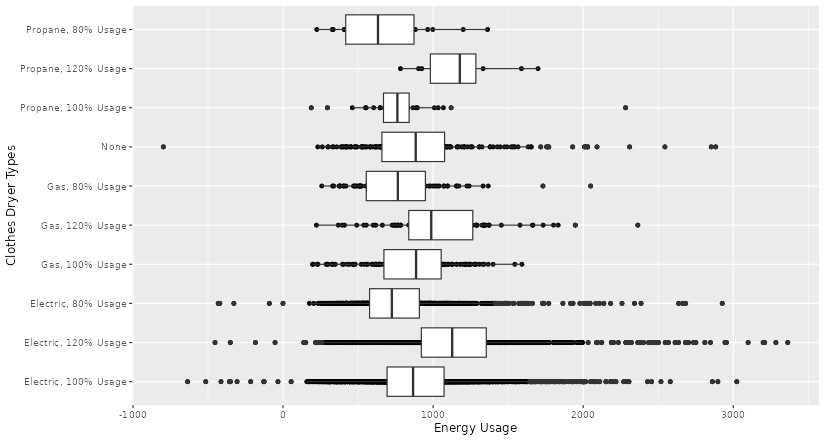 Clothes Dryer Types
Propane, 80% Usage
Propane, 120% Usage
Propane, 100% Usage
None
Gas, 80% Usage
Gas, 120% Usage
Gas, 100% Usage
Electric, 80% Usage
Electric, 120% Usage
Electric, 100% Usage
-1000 0 1000 2000 3000
Energy Usage